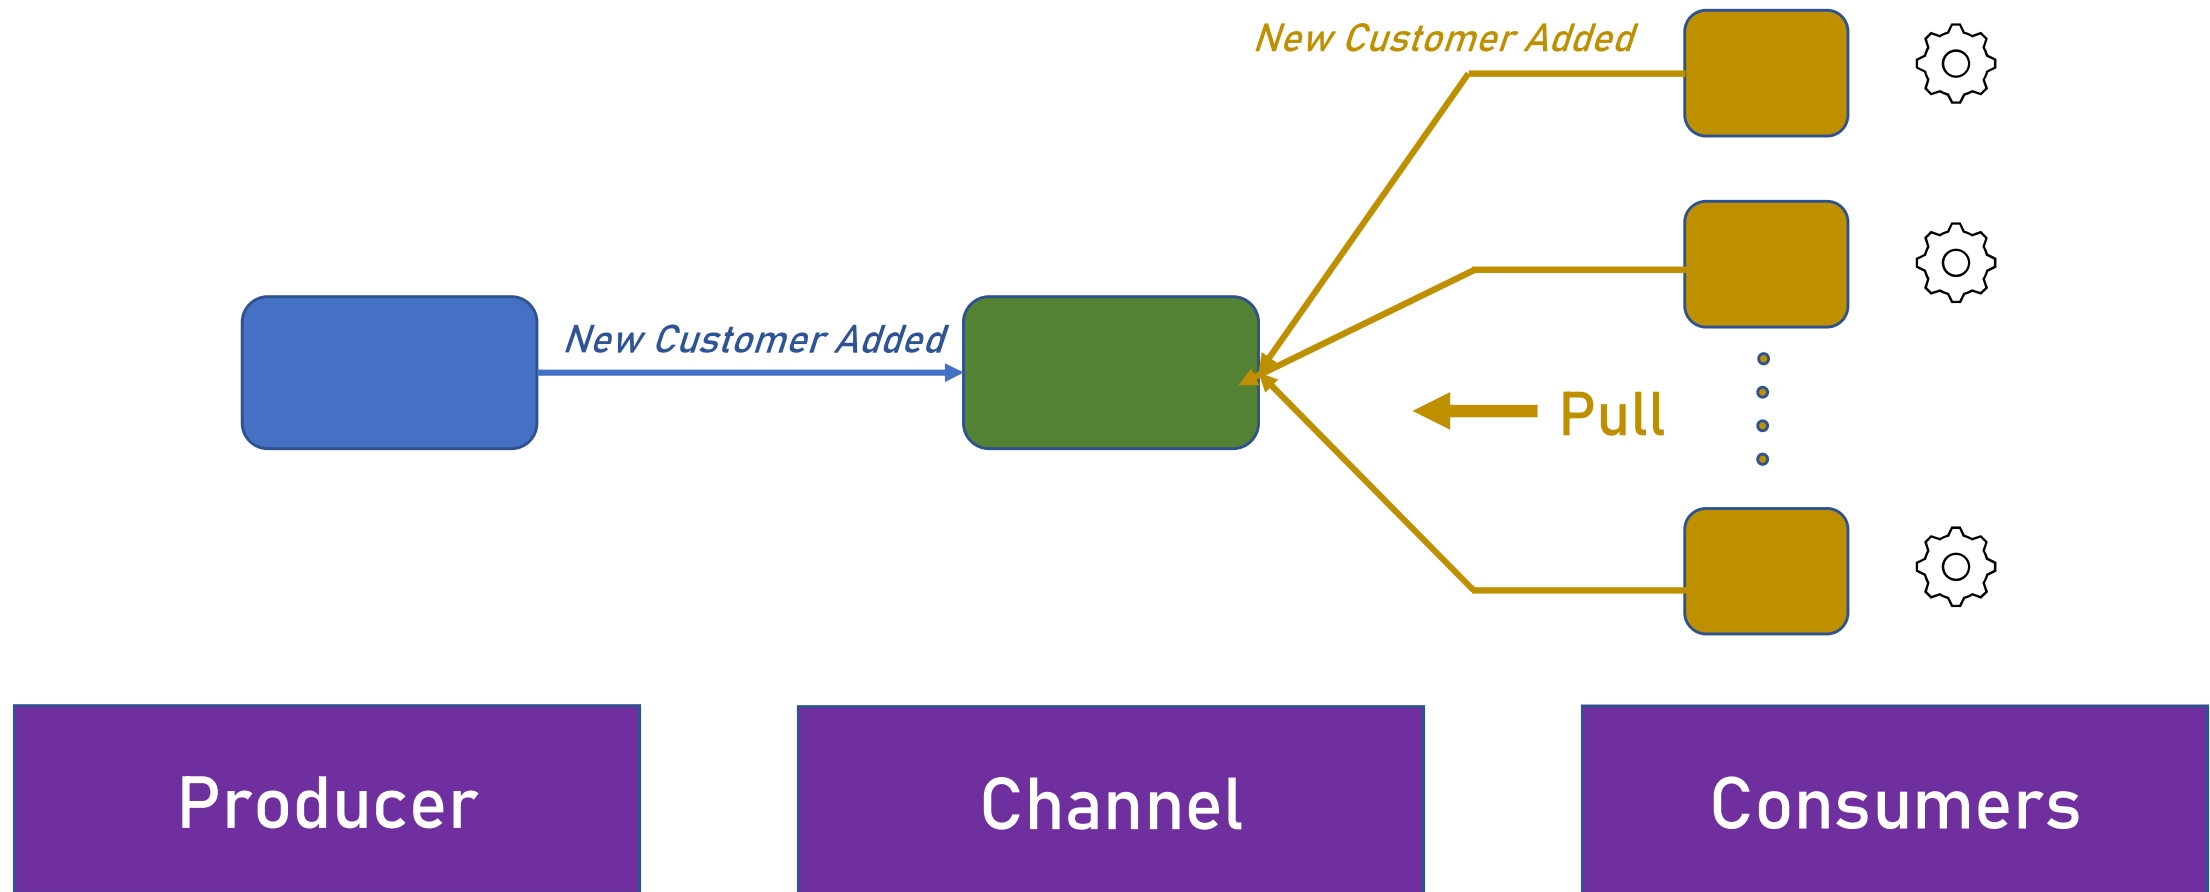 New Customer Added
New Customer Added
Pull
Producer
Channel
Consumers